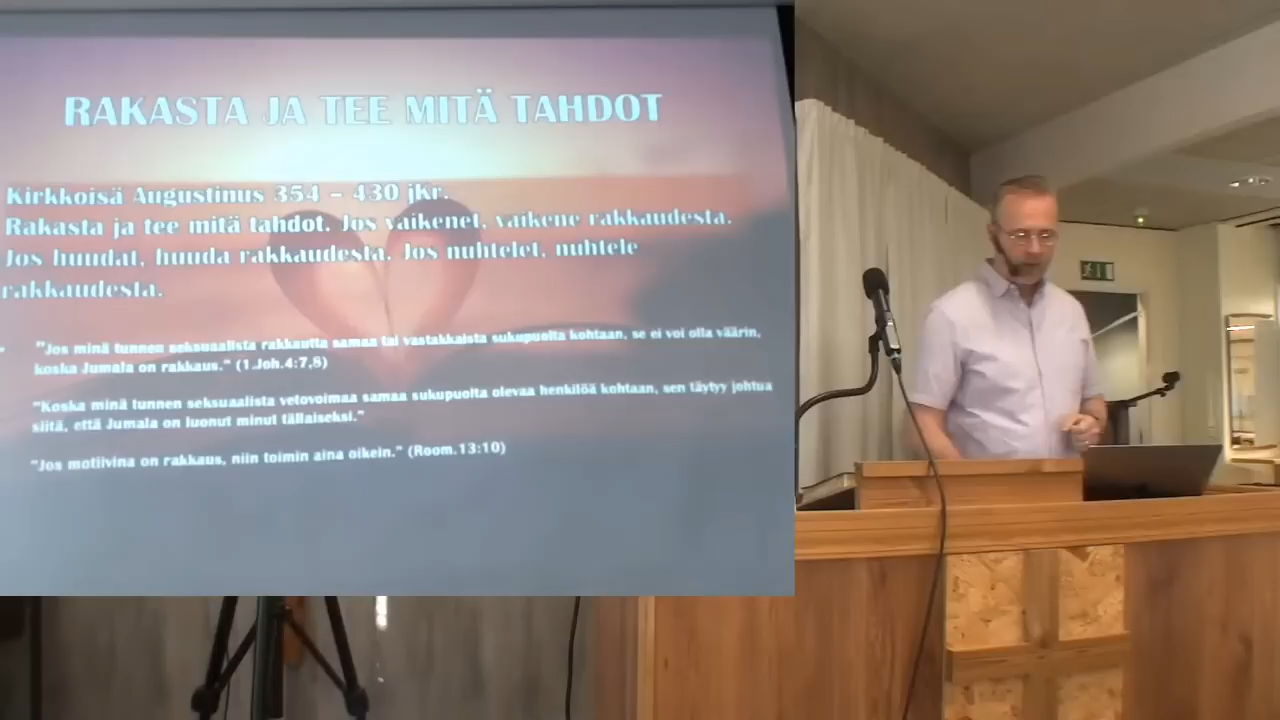 RAKASTA JA TEE MITÄ TAHDOT
Kirkkoisä Augustinus 354 – 430 jKr.
Rakasta ja tee mitä tahdot. Jos vaikenet, vaikene rakkaudesta.
Jos huudat, huuda rakkaudesta. Jos nuhtelet, nuhtele
rakkaudesta.
"Jos minä tunnen seksuaalista rakkautta samaa tai vastakkaista sukupuolta kohtaan, se ei voi olla väärin,
koska Jumala on rakkaus." (1.Joh.4:7,8)
"Koska minä tunnen seksuaalista vetovoimaa samaa sukupuolta olevaa henkilöä kohtaan, sen täytyy johtua
siitä, että Jumala on luonut minut tällaiseksi."
"Jos motiivina on rakkaus, niin toimin aina oikein." (Room.13:10)